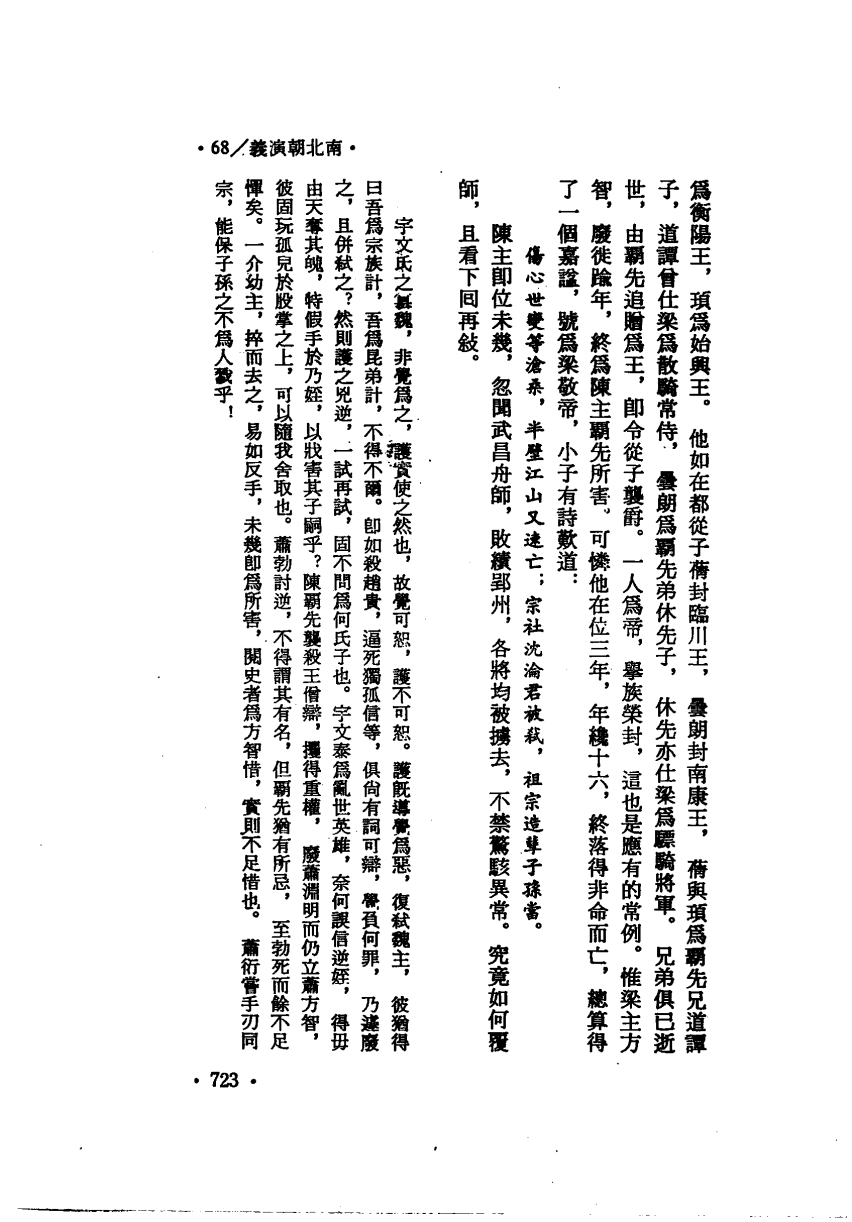 •68／義演朝北南•
爲衡陽王，頊爲始興王。他如在都從子蒨封臨川王，曇朗封南康王，蒨與頊爲霸先兄道譚
子，道譚曾仕梁爲散騎常侍，曇朗爲霸先弟休先子，休先亦仕梁爲驃騎將軍。兄弟俱已逝
世，由霸先追贈爲王，卽令從子襲爵。一人爲帝，擧族榮封，這也是應有的常例。惟梁主方
智，廢徙踰年，終爲陳主霸先所害。可憐他在位三年，年纔十六，終落得非命而亡，總算得
了一個嘉諡，號爲梁敬帝，小子有詩歎道：
傷心世變等滄桑，半壁江山又速亡；宗社沈淪君被弒，祖宗造孼子孫當。
陳主卽位未幾，忽聞武昌舟師，敗績郢州，各將均被擄去，不禁驚駭異常。究竟如何覆
師，且看下回再敍。
宇文氏之篡魏，非覺爲之，護實使之然也，故覺可恕，護不可恕。護旣導覺爲惡，復弒魏主，彼猶得
曰吾爲宗族計，吾爲昆弟計，不得不爾。卽如殺趙貴，逼死獨孤信等，俱尙有詞可辯，覺負何罪，乃遽廢
之，且併弒之？然則護之兇逆，一試再試，固不問爲何氏子也。宇文泰爲亂世英雄，奈何誤信逆姪，得毋
由天奪其魄，特假手於乃姪，以戕害其子嗣乎？陳霸先襲殺王僧辯，攫得重權，廢蕭淵明而仍立蕭方智，
彼固玩孤兒於股掌之上，可以隨我舍取也。蕭勃討逆，不得謂其有名，但霸先猶有所忌，至勃死而餘不足
憚矣。一介幼主，捽而去之，易如反手，未幾卽爲所害，閱史者爲方智惜，實則不足惜也。蕭衍嘗手刃同
宗，能保子孫之不爲人戮乎！
•723•